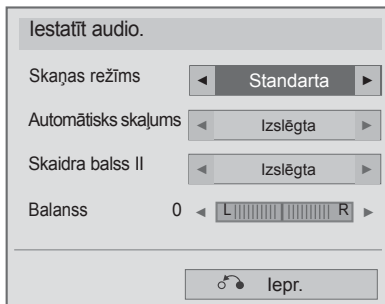 Iestatīt audio.
Skaņas režīms ◄ Standarta ►
Automātisks skaļums ◄ Izslēgta ►
Skaidra balss II ◄ Izslēgta ►
Balanss 0 ◄ L R ►
Iepr.